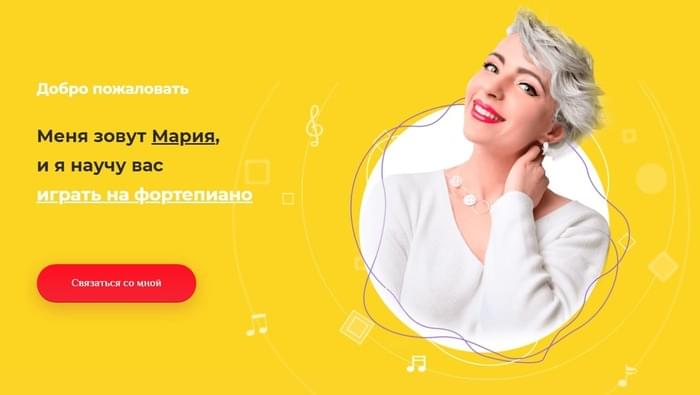 Добро пожаловать
Меня зовут Мария,
и я научу вас
играть на фортепиано
Связаться со мной